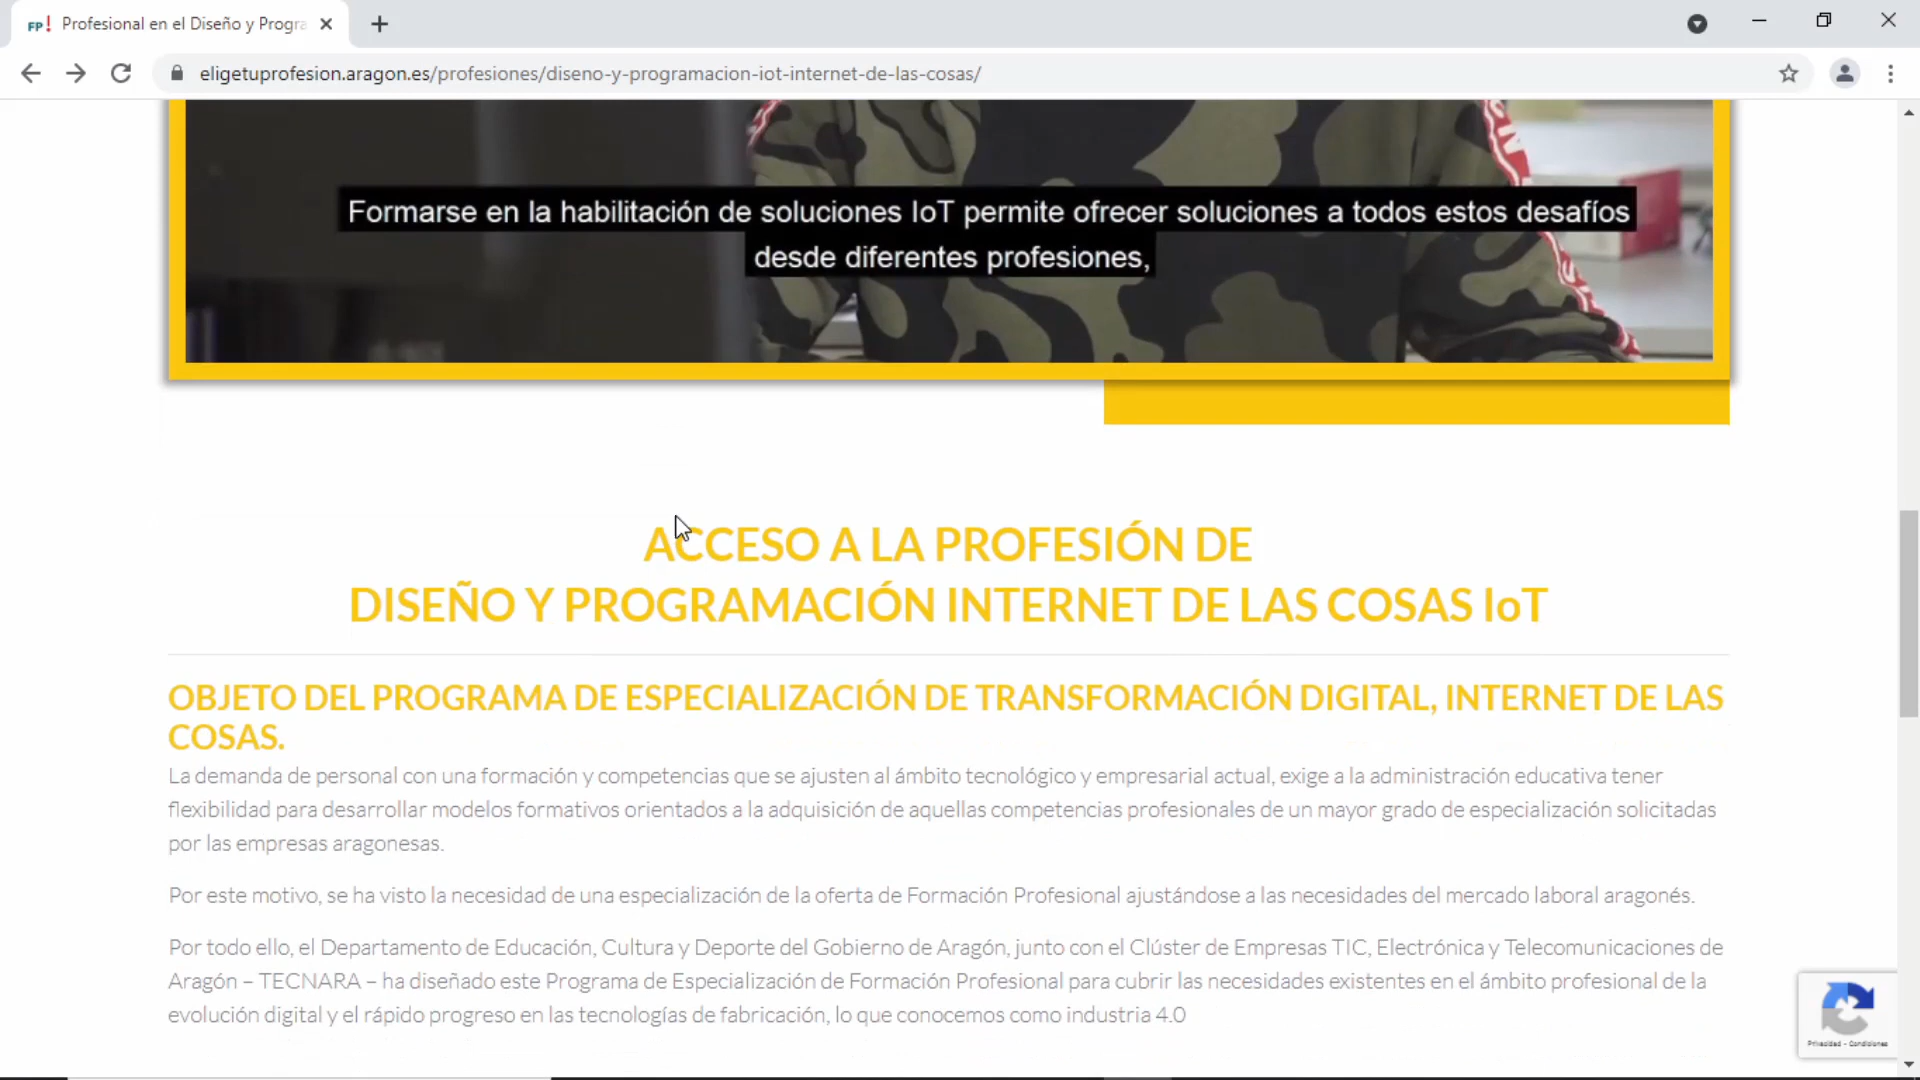 FP! Profesional en el Diseño y Progra
eligetuprofesion.aragon.es/profesiones/diseno-y-programacion-iot-internet-de-las-cosas/
Formarse en la habilitación de soluciones IoT permite ofrecer soluciones a todos estos desafíos
desde diferentes profesiones,
ACCESO A LA PROFESIÓN DE
DISEÑO Y PROGRAMACIÓN INTERNET DE LAS COSAS IoT
OBJETO DEL PROGRAMA DE ESPECIALIZACIÓN DE TRANSFORMACIÓN DIGITAL, INTERNET DE LAS
COSAS.
La demanda de personal con una formación y competencias que se ajusten al ámbito tecnológico y empresarial actual, exige a la administración educativa tener
flexibilidad para desarrollar modelos formativos orientados a la adquisición de aquellas competencias profesionales de un mayor grado de especialización solicitadas
por las empresas aragonesas.
Por este motivo, se ha visto la necesidad de una especialización de la oferta de Formación Profesional ajustándose a las necesidades del mercado laboral aragonés.
Por todo ello, el Departamento de Educación, Cultura y Deporte del Gobierno de Aragón, junto con el Clúster de Empresas TIC, Electrónica y Telecomunicaciones de
Aragón – TECNARA – ha diseñado este Programa de Especialización de Formación Profesional para cubrir las necesidades existentes en el ámbito profesional de la
evolución digital y el rápido progreso en las tecnologías de fabricación, lo que conocemos como industria 4.0
Privacidad - Condiciones